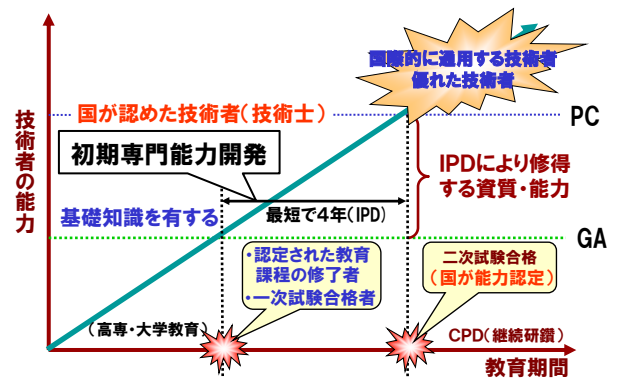 国際的に通用する技術者
優れた技術者
国が認めた技術者(技術士)
PC
技術者の能力
初期専門能力開発
IPDにより修得
する資質・能力
基礎知識を有する
最短で4年(IPD)
GA
・認定された教育
課程の修了者
・一次試験合格者
二次試験合格
(国が能力認定)
(高専・大学教育)
CPD(継続研鑽)
教育期間